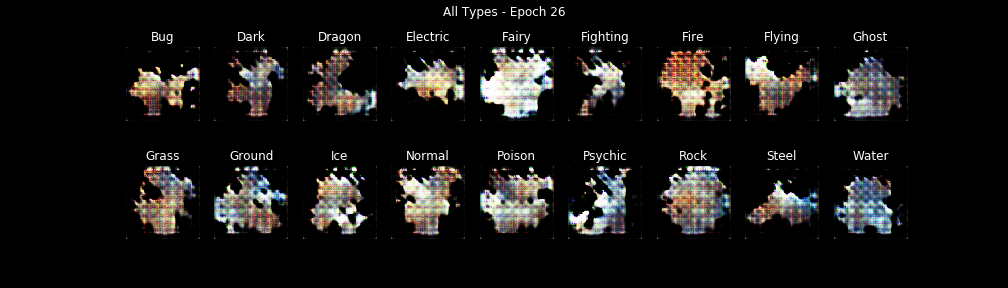 All Types - Epoch 26
Bug Dark Dragon Electric Fairy Fighting Fire Flying Ghost
Grass Ground Ice Normal Poison Psychic Rock Steel Water